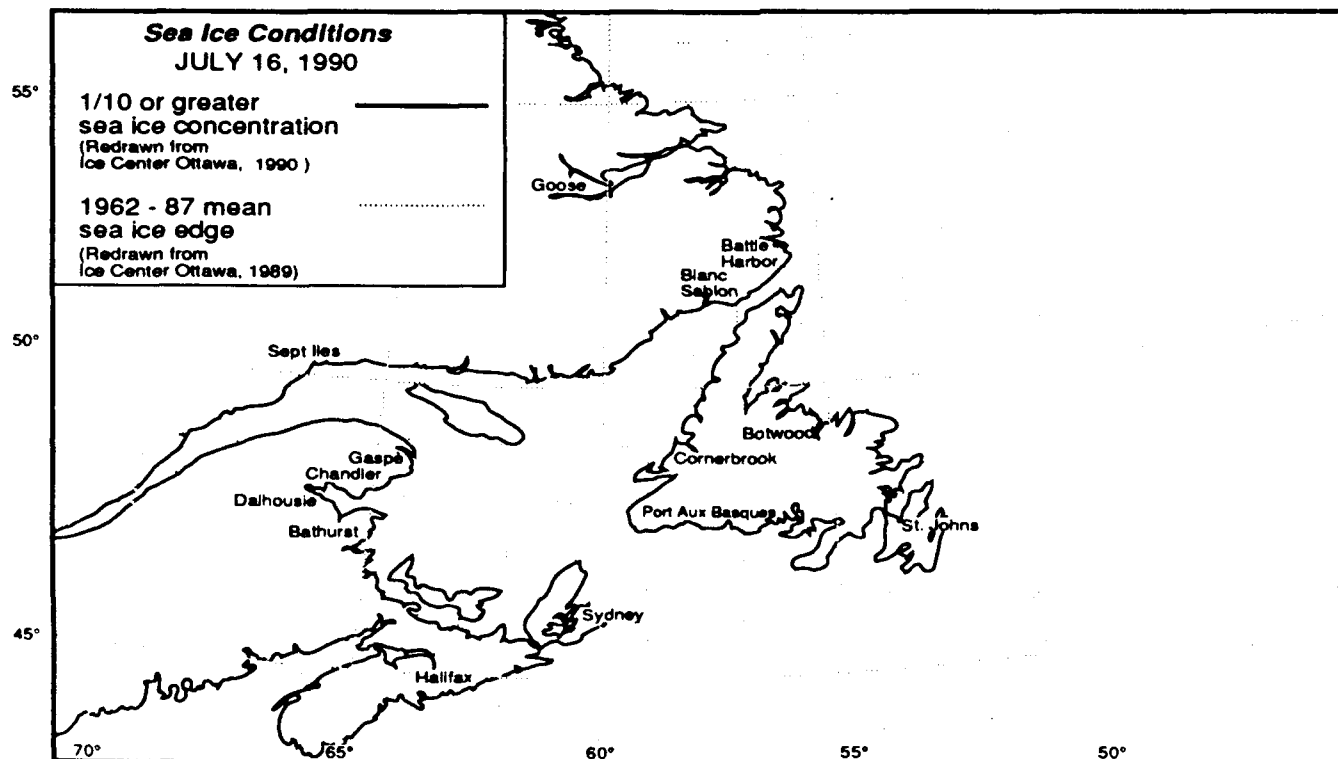 Sea Ice Conditions
JULY 16, 1990
1/10 or greater
sea ice concentration
(Redrawn from
Ice Center Ottawa, 1990 )
1962 - 87 mean
sea ice edge
(Redrawn from
Ice Center Ottawa, 1989)
55°
Goose
Battle
Harbor
Blanc
Sablon
50°
Sept Iles
Botwood
Gaspe
Cornerbrook
Chandler
Dalhousie
Port Aux Basques
St. Johns
Bathurst
Sydney
45°
Halifax
70°
65°
60°
55°
50°